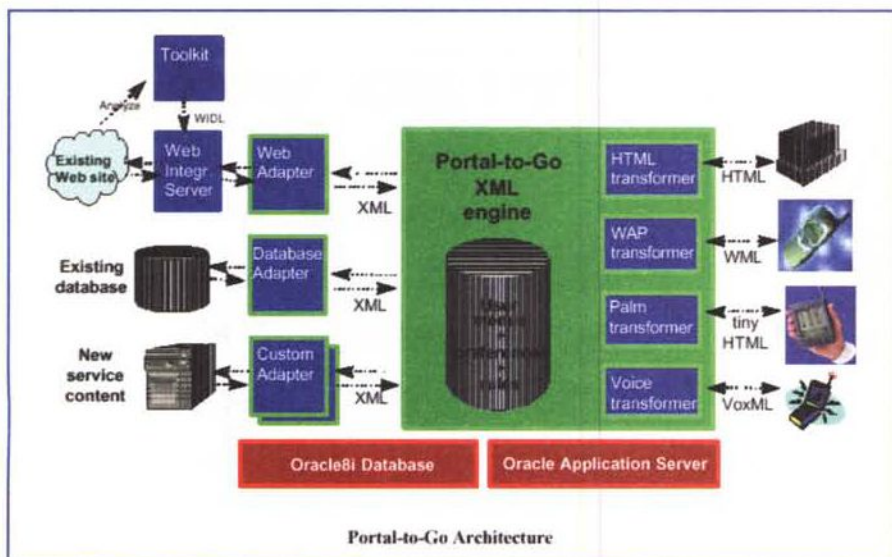 Toolkit
Analyze
WIDL
Existing
Web site
Web
Integr.
Server
Web
Adapter
XML
Existing
database
Database
Adapter
XML
New
service
content
Custom
Adapter
XML
Portal-to-Go
XML
engine
User
HTML
transformer
HTML
WAP
transformer
WML
Palm
transformer
tiny
HTML
Voice
transformer
VoxML
Oracle8i Database
Oracle Application Server
Portal-to-Go Architecture